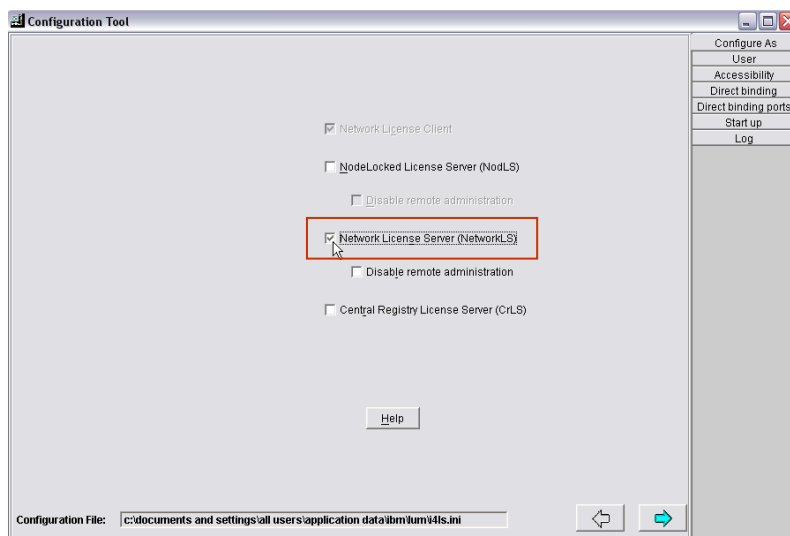 Configuration Tool
Configure As
User
Accessibility
Direct binding
Direct binding ports
Start up
Log
Network License Client
NodeLocked License Server (NodLS)
Disable remote administration
Network License Server (NetworkLS)
Disable remote administration
Central Registry License Server (CrLS)
Help
Configuration File: c:\documents and settings\all users\application data\ibm\lum\i4ls.ini